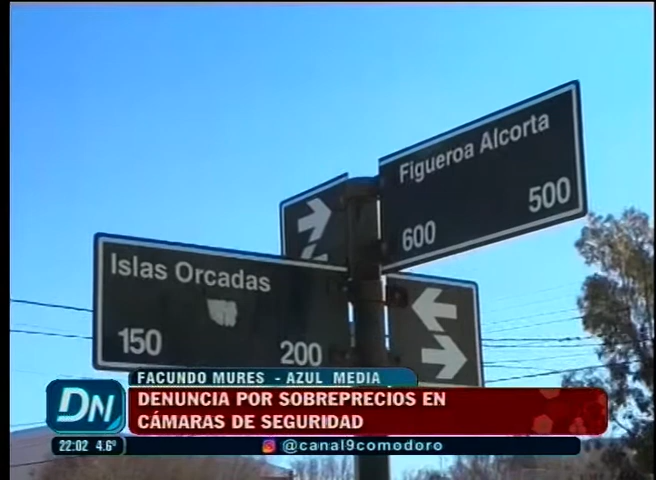 Figueroa Alcorta
600 500
Islas Orcadas
150 200
FACUNDO MURES - AZUL MEDIA
DN
DENUNCIA POR SOBREPRECIOS EN
CÁMARAS DE SEGURIDAD
22:02 4.6°
@canal9comodoro